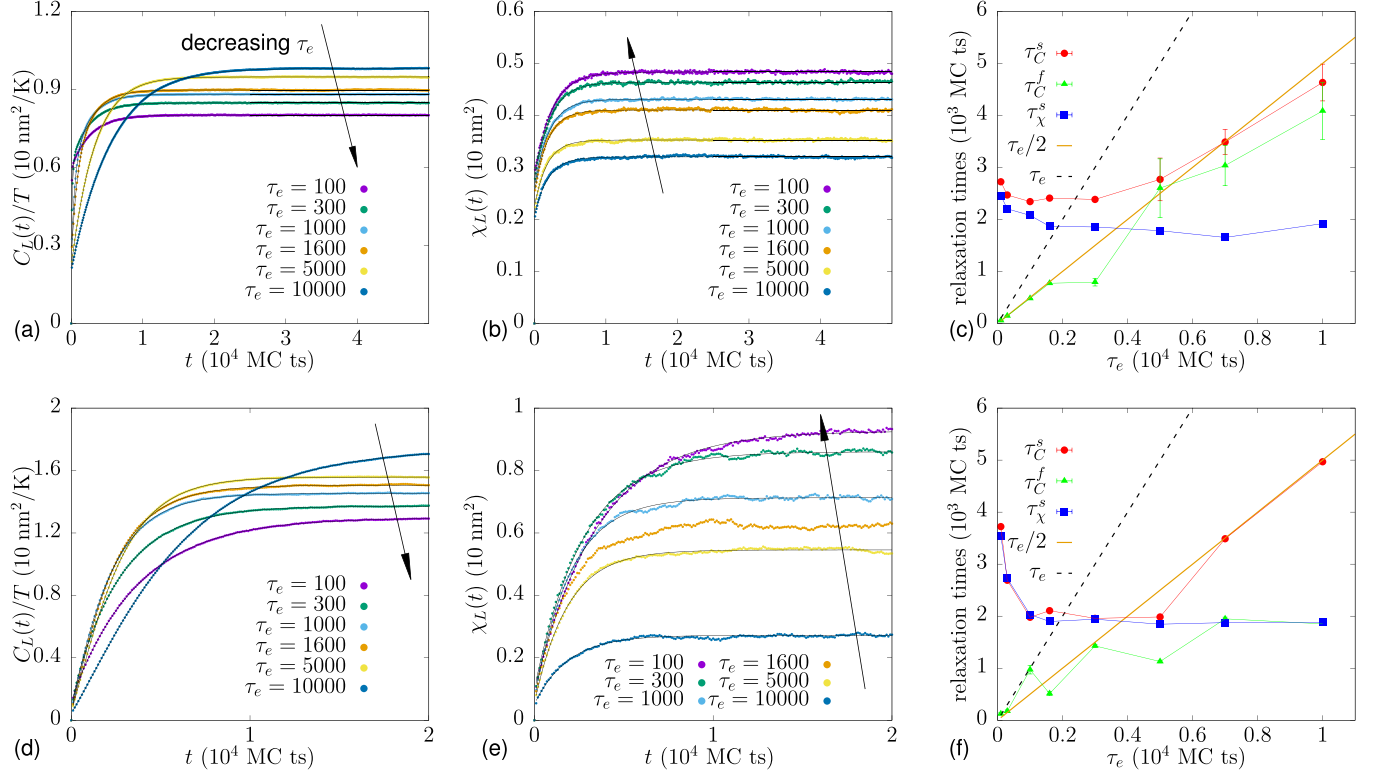 1.2
0.9
0.6
0.3
0
C_L(t)/T (10 nm²/K)
decreasing τ_e
τ_e = 100
τ_e = 300
τ_e = 1000
τ_e = 1600
τ_e = 5000
τ_e = 10000
0 1 2 3 4
t (10⁴ MC ts)
(a)
0.6
0.5
0.4
0.3
0.2
0.1
0
χ_L(t) (10 nm²)
τ_e = 100
τ_e = 300
τ_e = 1000
τ_e = 1600
τ_e = 5000
τ_e = 10000
0 1 2 3 4
t (10⁴ MC ts)
(b)
6
5
4
3
2
1
0
relaxation times (10³ MC ts)
τ_C^s
τ_C^f
τ_χ^s
τ_e/2
τ_e
0 0.2 0.4 0.6 0.8 1
τ_e (10⁴ MC ts)
(c)
2
1.6
1.2
0.8
0.4
0
C_L(t)/T (10 nm²/K)
τ_e = 100
τ_e = 300
τ_e = 1000
τ_e = 1600
τ_e = 5000
τ_e = 10000
0 1 2
t (10⁴ MC ts)
(d)
1
0.8
0.6
0.4
0.2
0
χ_L(t) (10 nm²)
τ_e = 100 τ_e = 1600
τ_e = 300 τ_e = 5000
τ_e = 1000 τ_e = 10000
0 1 2
t (10⁴ MC ts)
(e)
6
5
4
3
2
1
0
relaxation times (10³ MC ts)
τ_C^s
τ_C^f
τ_χ^s
τ_e/2
τ_e
0 0.2 0.4 0.6 0.8 1
τ_e (10⁴ MC ts)
(f)